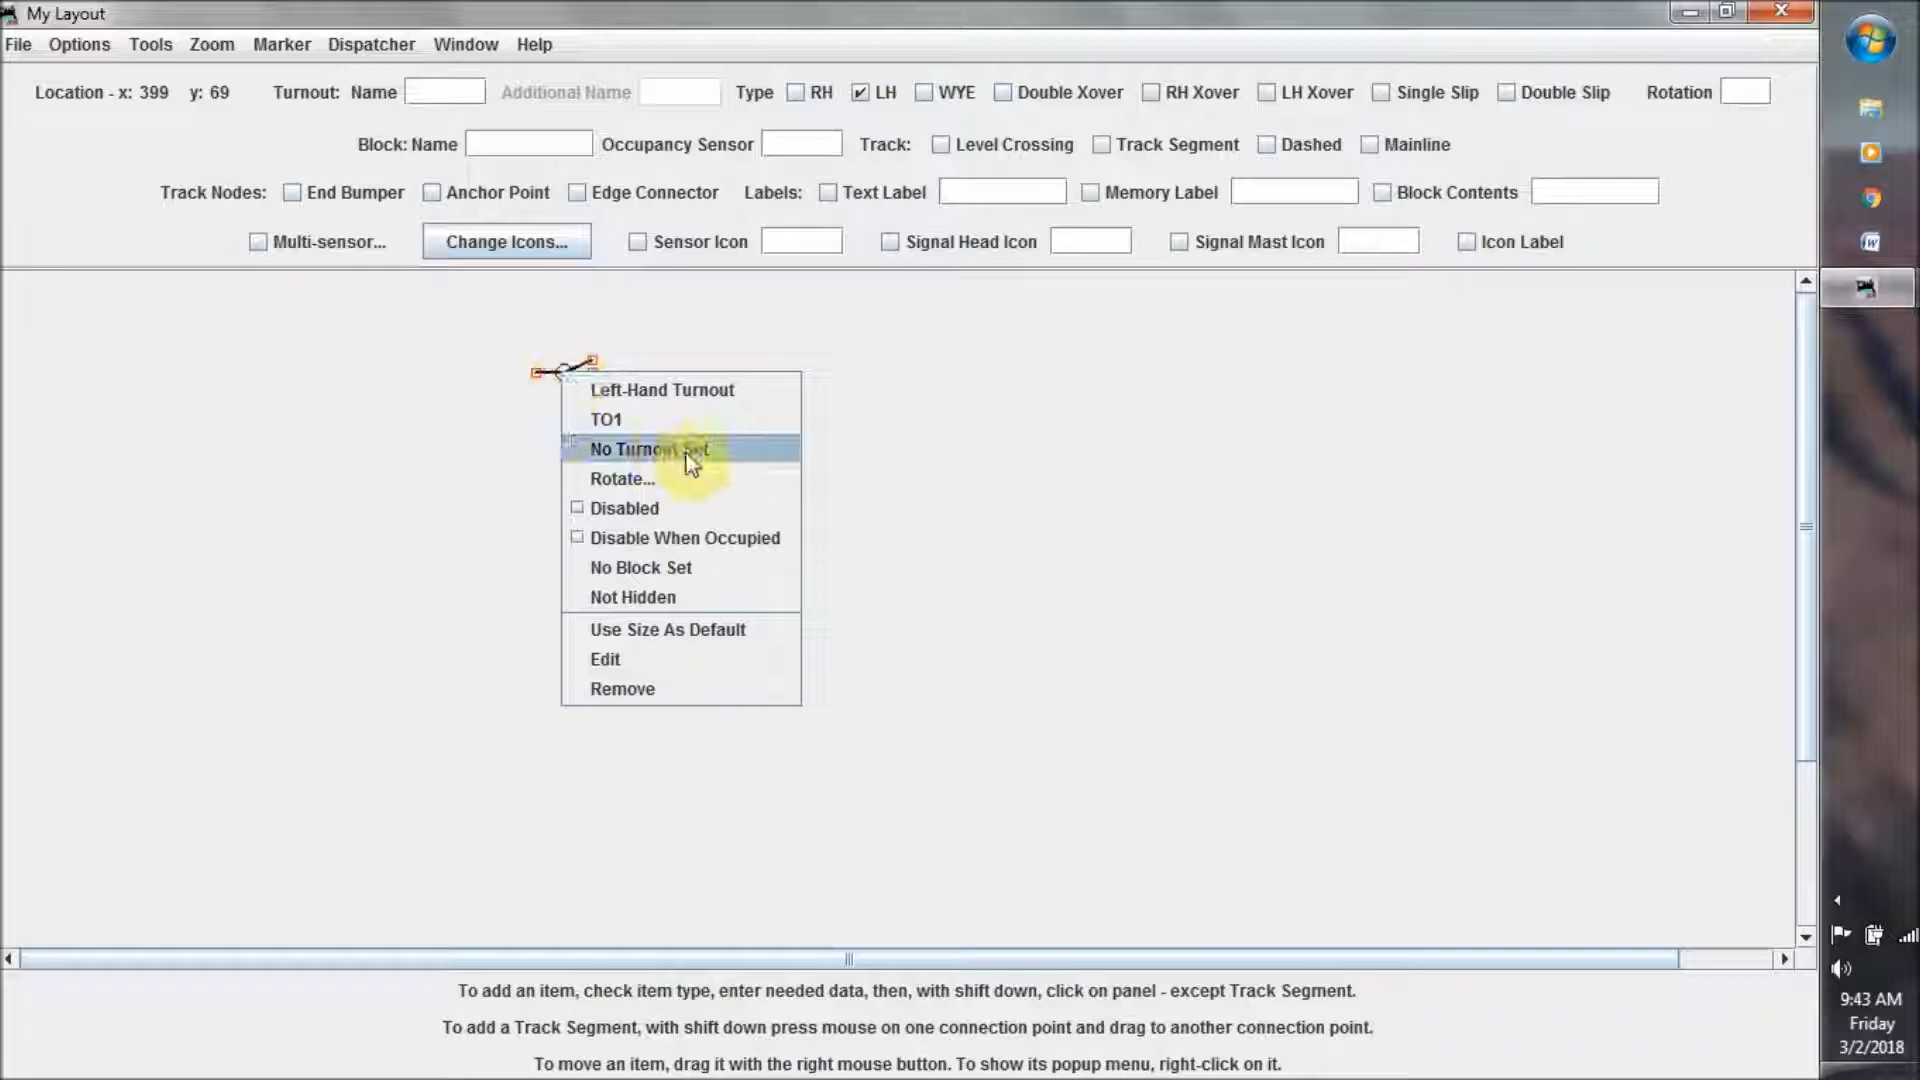 My Layout
File Options Tools Zoom Marker Dispatcher Window Help
Location - x: 399 y: 69 Turnout: Name Additional Name Type RH LH WYE Double Xover RH Xover LH Xover Single Slip Double Slip Rotation
Block: Name Occupancy Sensor Track: Level Crossing Track Segment Dashed Mainline
Track Nodes: End Bumper Anchor Point Edge Connector Labels: Text Label Memory Label Block Contents
Multi-sensor... Change Icons... Sensor Icon Signal Head Icon Signal Mast Icon Icon Label
Left-Hand Turnout
TO1
No Turnout Set
Rotate...
Disabled
Disable When Occupied
No Block Set
Not Hidden
Use Size As Default
Edit
Remove
To add an item, check item type, enter needed data, then, with shift down, click on panel - except Track Segment.
To add a Track Segment, with shift down press mouse on one connection point and drag to another connection point.
To move an item, drag it with the right mouse button. To show its popup menu, right-click on it.
9:43 AM
Friday
3/2/2018